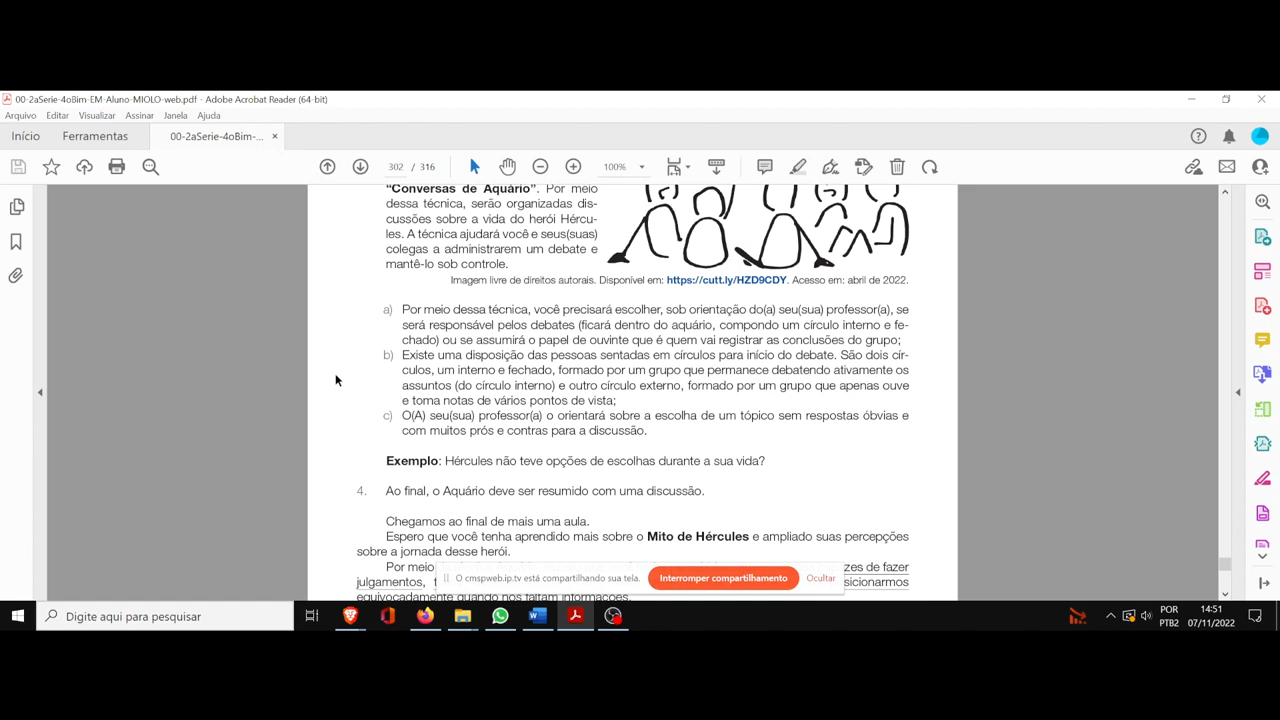 00-2aSerie-4oBim-EM-Aluno-MIOLO-web.pdf - Adobe Acrobat Reader (64-bit)
Arquivo Editar Visualizar Assinar Janela Ajuda
Início Ferramentas 00-2aSerie-4oBim-... ×
302 / 316 100%
“Conversas de Aquário”. Por meio
dessa técnica, serão organizadas dis-
cussões sobre a vida do herói Hércu-
les. A técnica ajudará você e seus(suas)
colegas a administrarem um debate e
mantê-lo sob controle.
Imagem livre de direitos autorais. Disponível em: https://cutt.ly/HZD9CDY. Acesso em: abril de 2022.
a) Por meio dessa técnica, você precisará escolher, sob orientação do(a) seu(sua) professor(a), se
será responsável pelos debates (ficará dentro do aquário, compondo um círculo interno e fe-
chado) ou se assumirá o papel de ouvinte que é quem vai registrar as conclusões do grupo;
b) Existe uma disposição das pessoas sentadas em círculos para início do debate. São dois cír-
culos, um interno e fechado, formado por um grupo que permanece debatendo ativamente os
assuntos (do círculo interno) e outro círculo externo, formado por um grupo que apenas ouve
e toma notas de vários pontos de vista;
c) O(A) seu(sua) professor(a) o orientará sobre a escolha de um tópico sem respostas óbvias e
com muitos prós e contras para a discussão.
Exemplo: Hércules não teve opções de escolhas durante a sua vida?
4. Ao final, o Aquário deve ser resumido com uma discussão.
Chegamos ao final de mais uma aula.
Espero que você tenha aprendido mais sobre o Mito de Hércules e ampliado suas percepções
sobre a jornada desse herói.
Por meio zes de fazer
julgamentos, sicionarmos
equivocadamente quando nos faltam informações.
O cmspweb.ip.tv está compartilhando sua tela. Interromper compartilhamento Ocultar
Digite aqui para pesquisar
POR 14:51
PTB2 07/11/2022